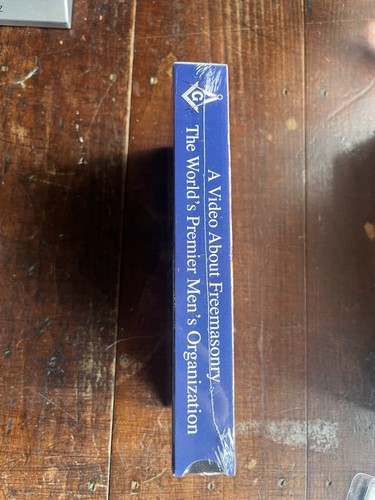 G
A Video About Freemasonry
The World's Premier Men's Organization